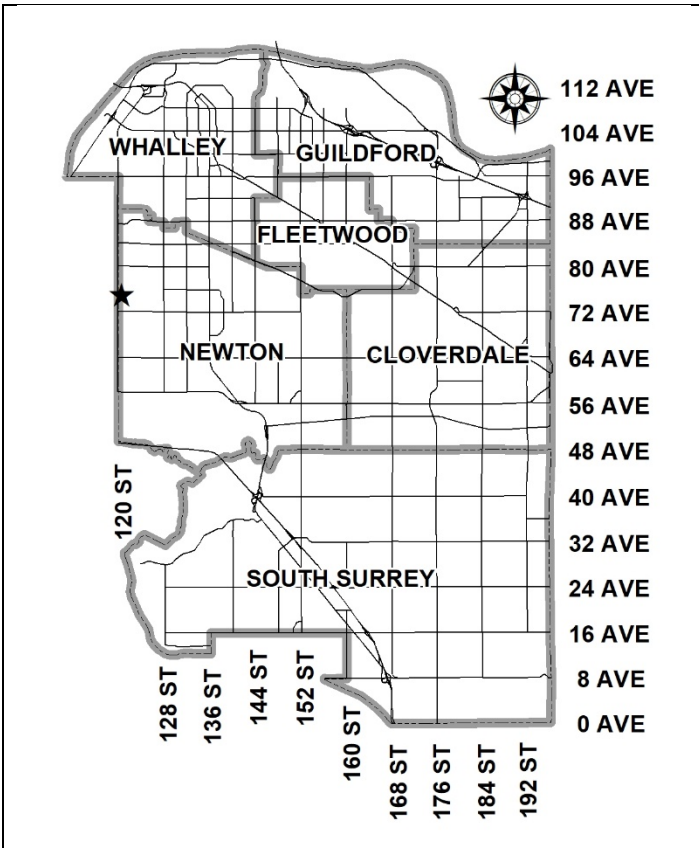 112 AVE
104 AVE
WHALLEY
GUILDFORD
96 AVE
88 AVE
FLEETWOOD
80 AVE
72 AVE
NEWTON
CLOVERDALE
64 AVE
56 AVE
48 AVE
120 ST
40 AVE
32 AVE
SOUTH SURREY
24 AVE
16 AVE
8 AVE
0 AVE
128 ST
136 ST
144 ST
152 ST
160 ST
168 ST
176 ST
184 ST
192 ST